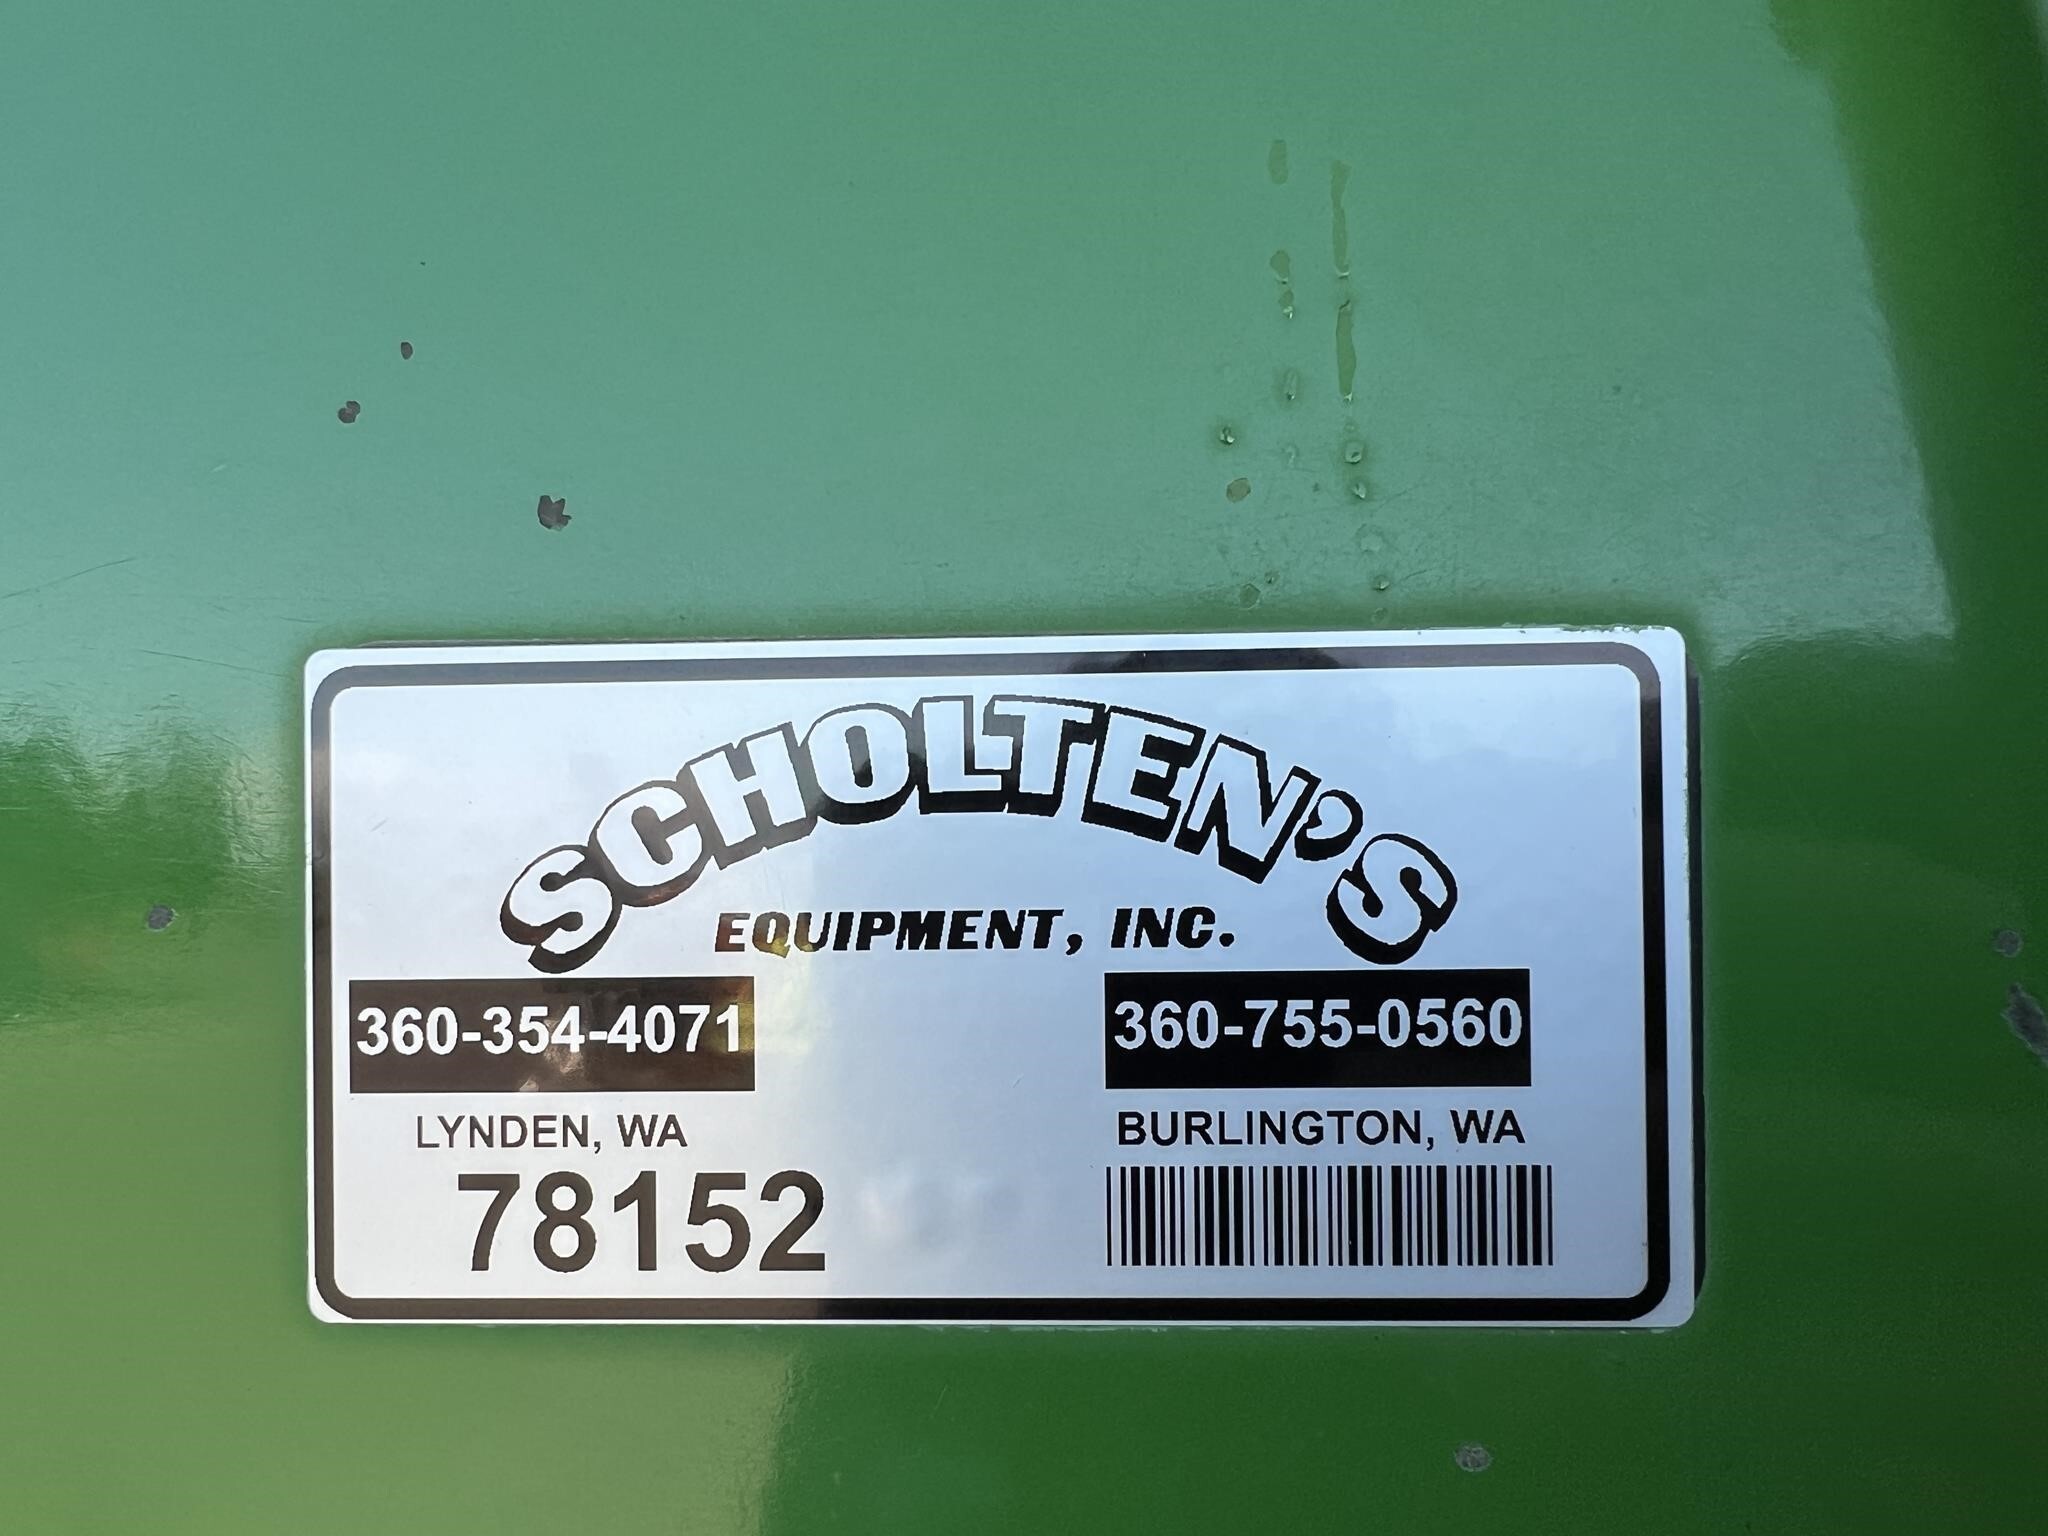 SCHOLTEN'S
EQUIPMENT, INC.
360-354-4071 360-755-0560
LYNDEN, WA BURLINGTON, WA
78152